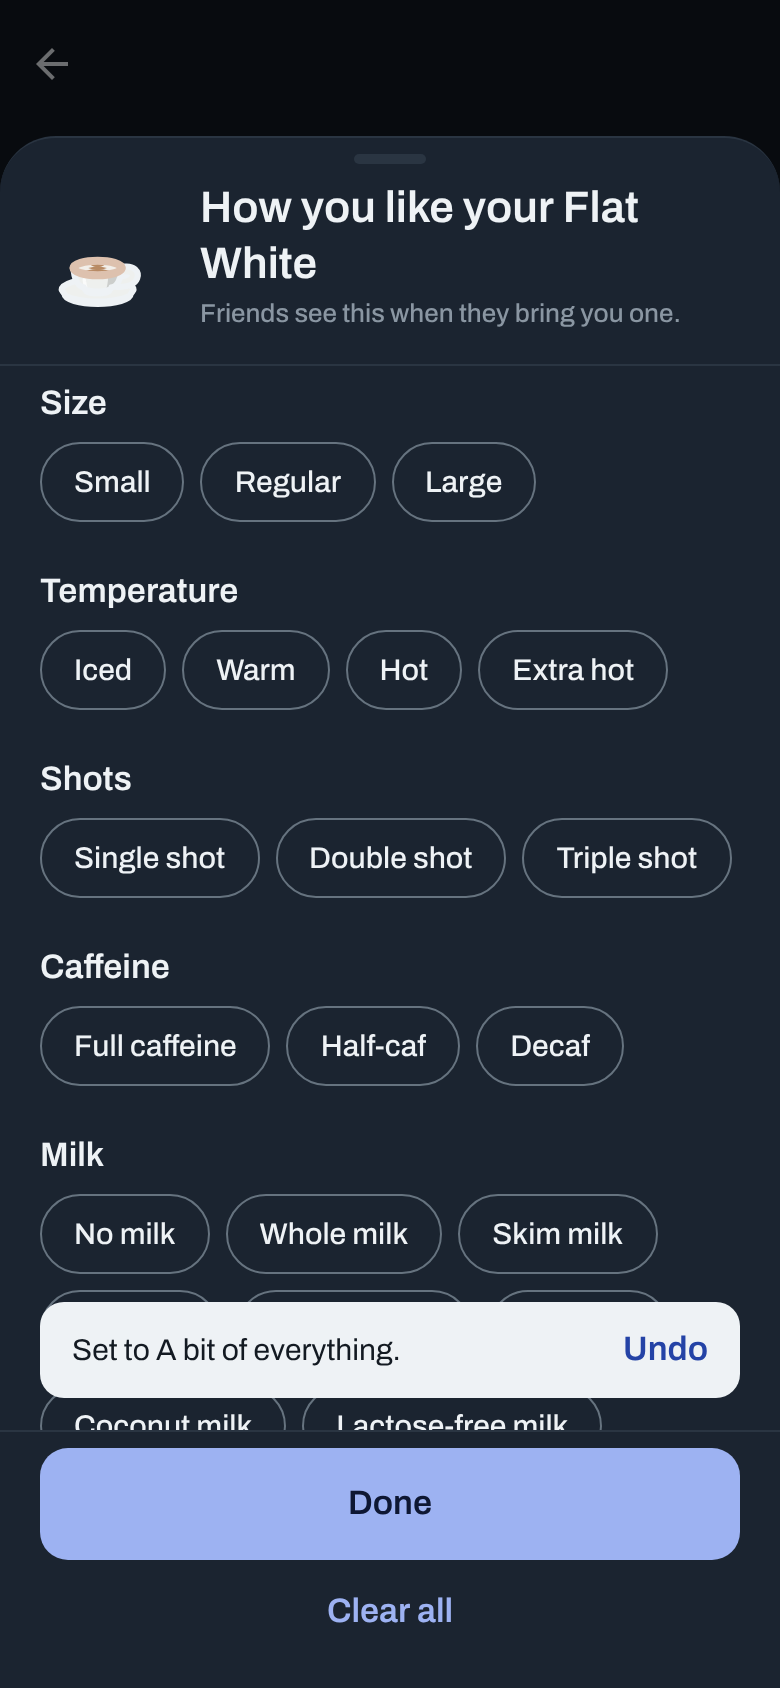 How you like your Flat
White
Friends see this when they bring you one.
Size
Small Regular Large
Temperature
Iced Warm Hot Extra hot
Shots
Single shot Double shot Triple shot
Caffeine
Full caffeine Half-caf Decaf
Milk
No milk Whole milk Skim milk
Set to A bit of everything. Undo
Coconut milk Lactose-free milk
Done
Clear all